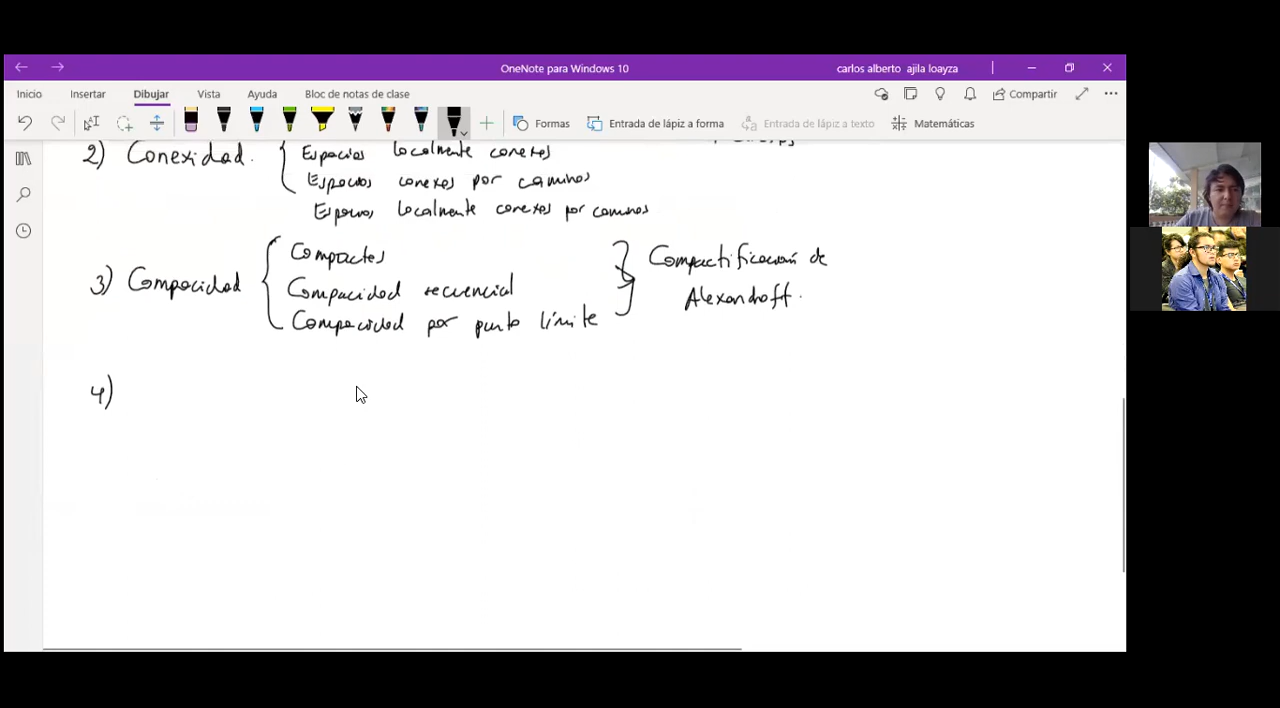 OneNote para Windows 10
carlos alberto ajila loayza
Inicio Insertar Dibujar Vista Ayuda Bloc de notas de clase
Compartir
Formas Entrada de lápiz a forma Entrada de lápiz a texto Matemáticas
2) Conexidad. Espacios localmente conexos
Espacios conexos por caminos
Espacios localmente conexos por caminos
3) Compacidad Compactos
Compacidad secuencial
Compacidad por punto límite
Compactificación de
Alexandroff.
4)